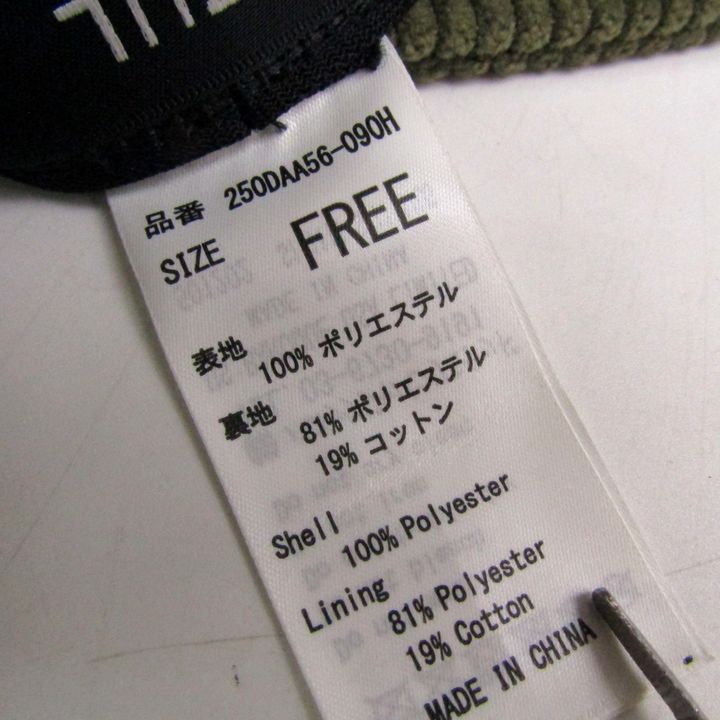 品番 250DAA56-090H
SIZE FREE
表地
100% ポリエステル
裏地
81% ポリエステル
19% コットン
Shell
100% Polyester
Lining
81% Polyester
19% Cotton
MADE IN CHINA